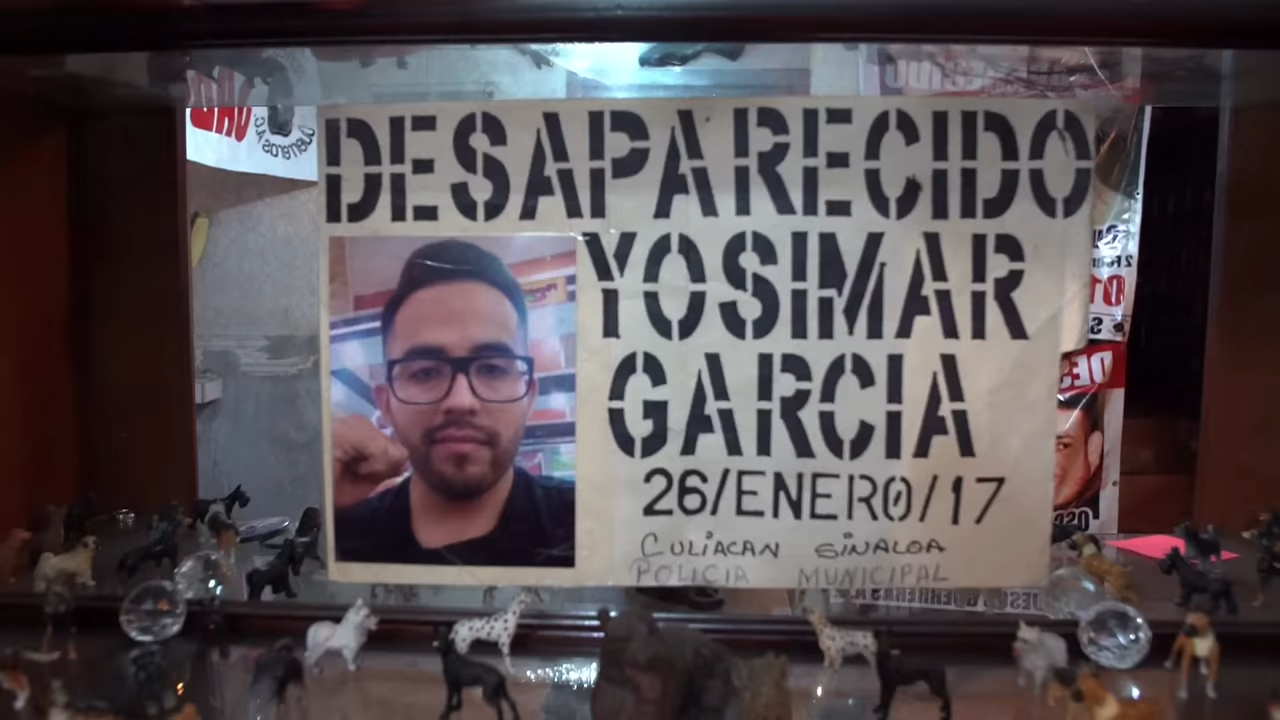 DESAPARECIDO
YOSIMAR
GARCIA
26/ENERO/17
CULIACAN SINALOA
POLICIA MUNICIPAL